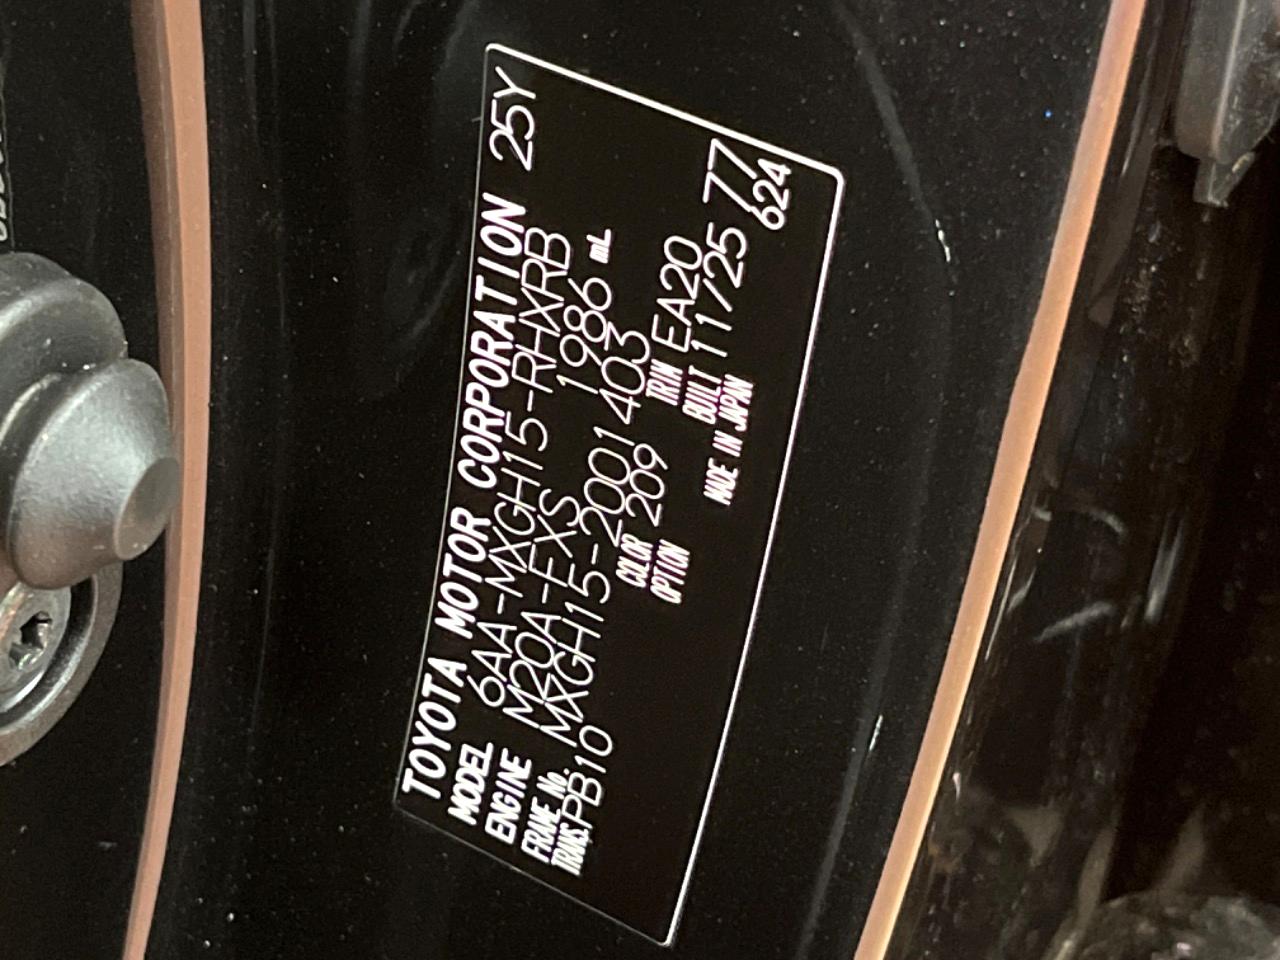 TOYOTA MOTOR CORPORATION 25Y
MODEL 6AA-MXGH15-RHXRB
ENGINE M20A-FXS 1986 mL
FRAME No. MXGH15-2001403
TRANS. PB10
COLOR 209 TRIM EA20
OPTION BUILT 11/25 77
MADE IN JAPAN 624